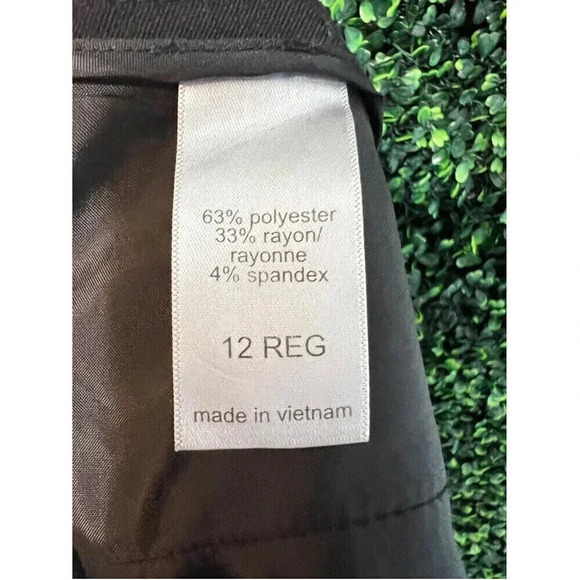 63% polyester
33% rayon/
rayonne
4% spandex
12 REG
made in vietnam